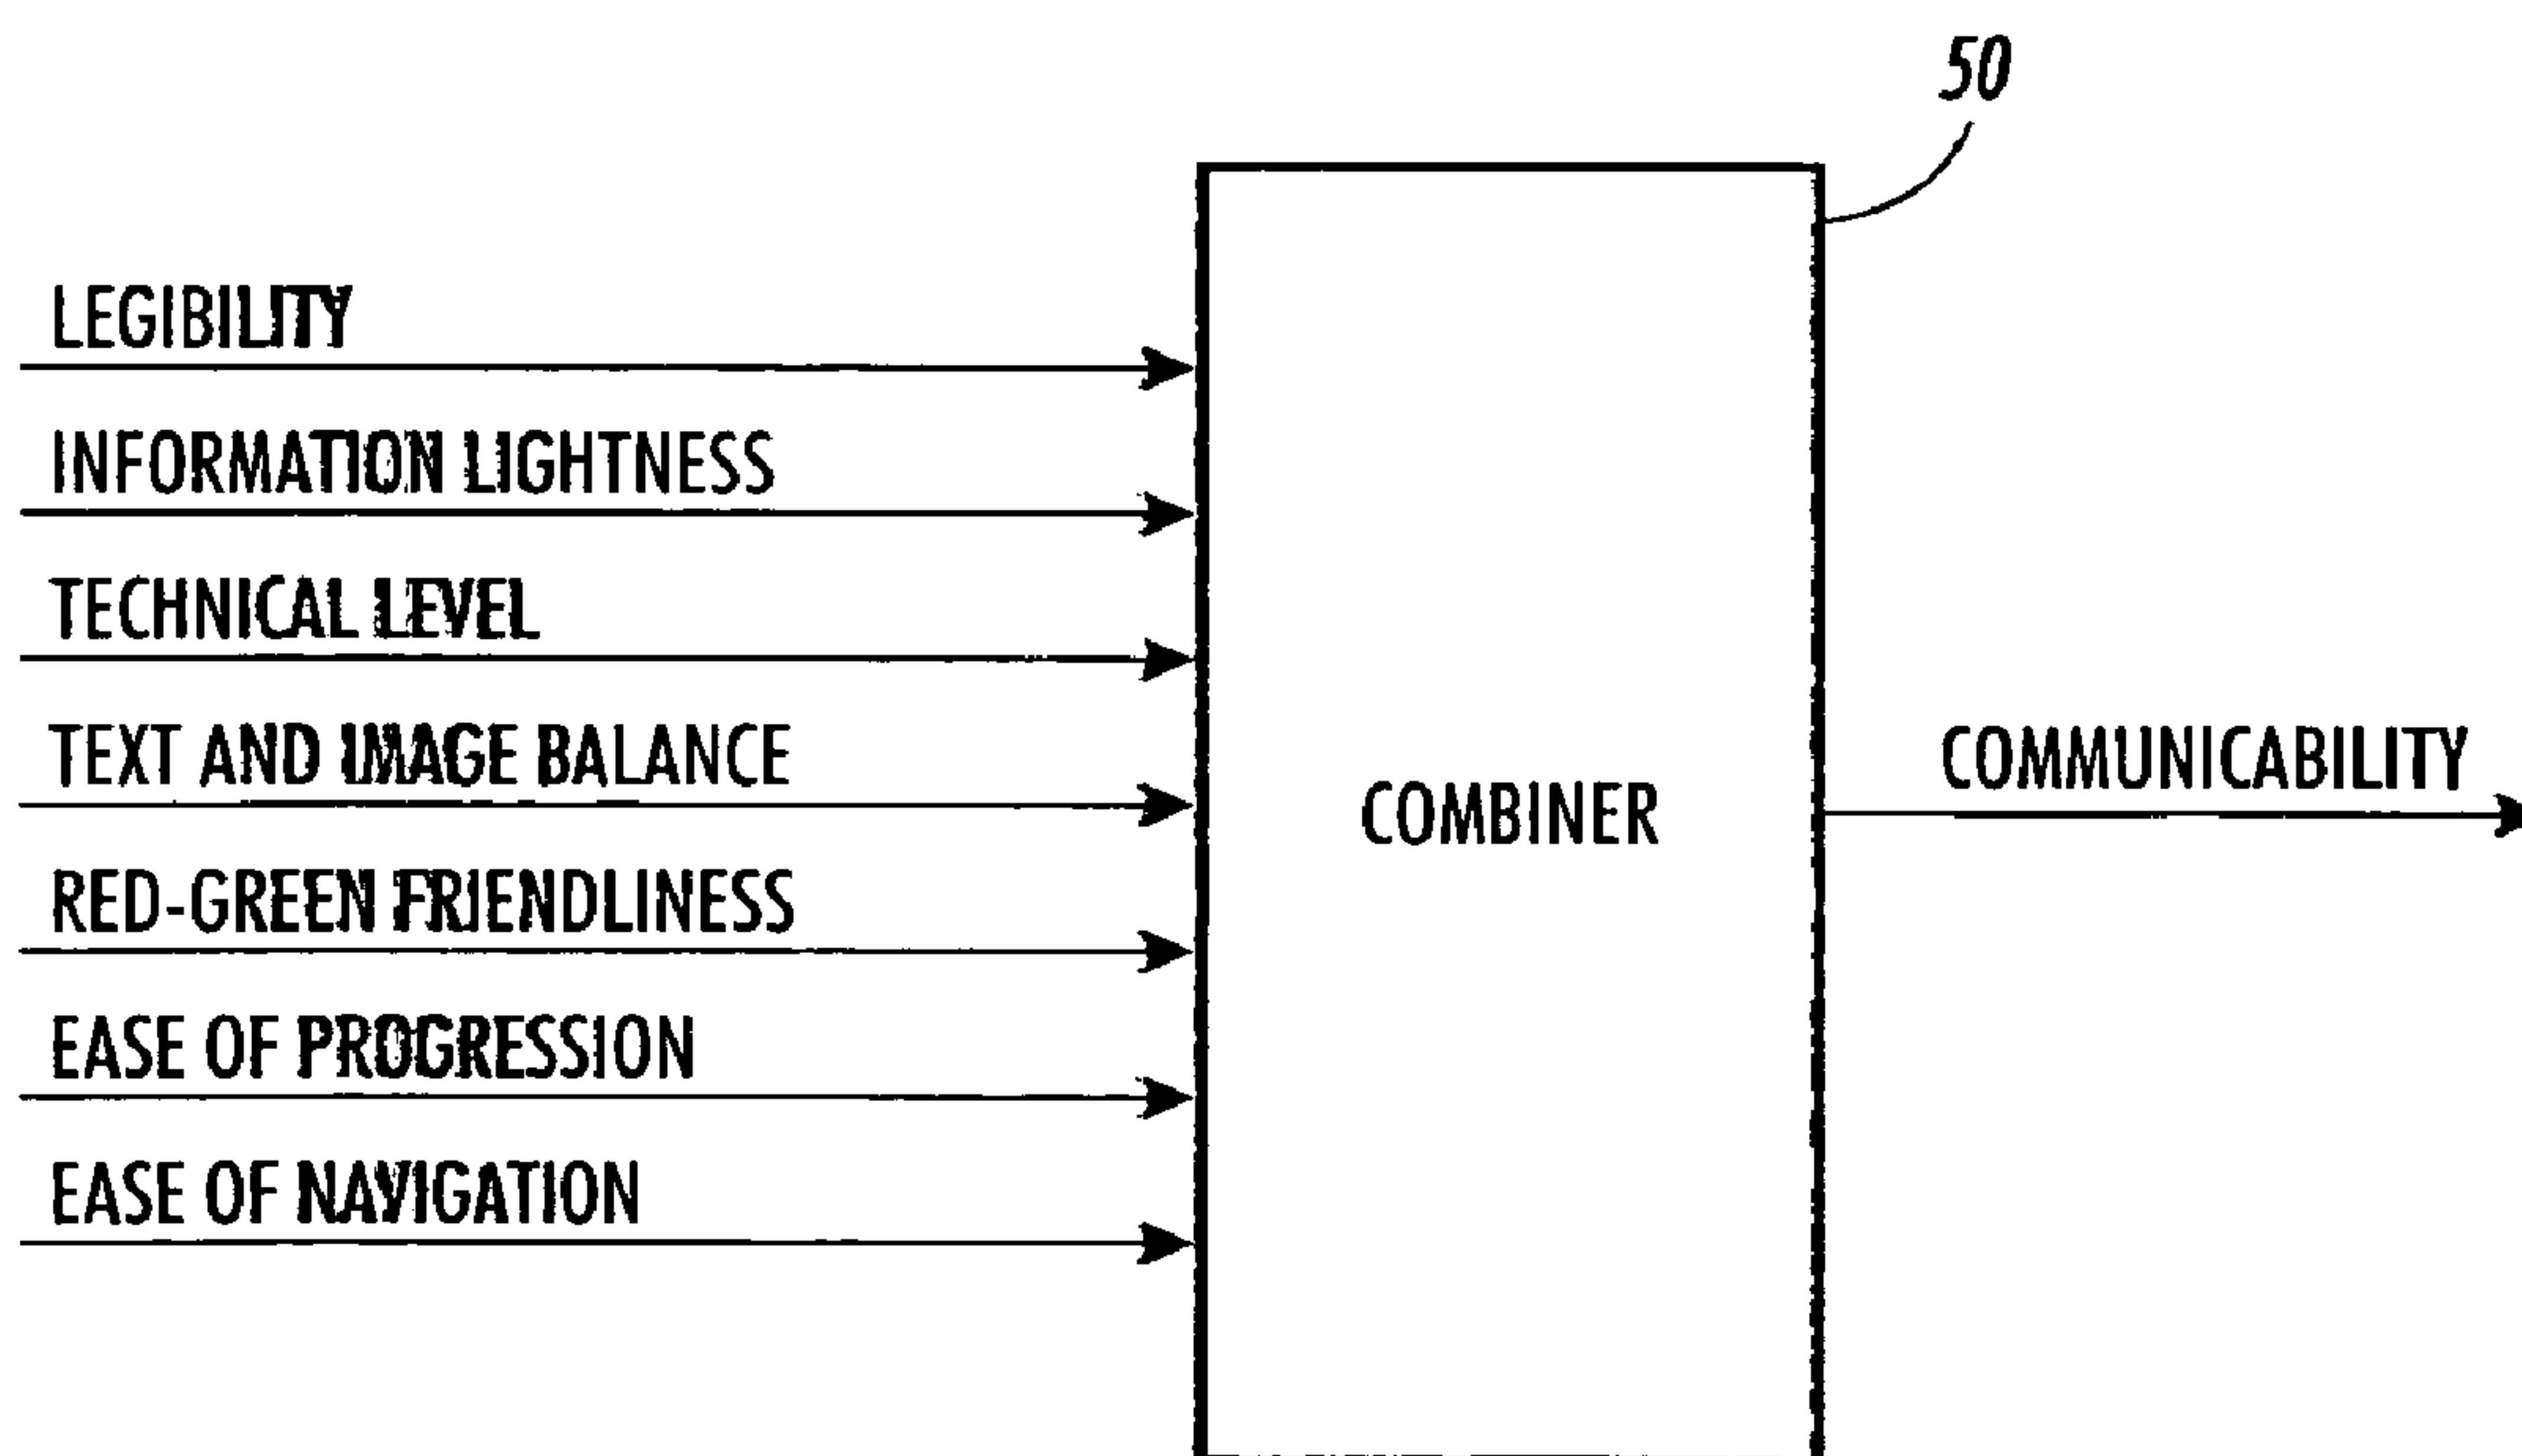 50
LEGIBILITY
INFORMATION LIGHTNESS
TECHNICAL LEVEL
TEXT AND IMAGE BALANCE
RED-GREEN FRIENDLINESS
EASE OF PROGRESSION
EASE OF NAVIGATION
COMBINER
COMMUNICABILITY